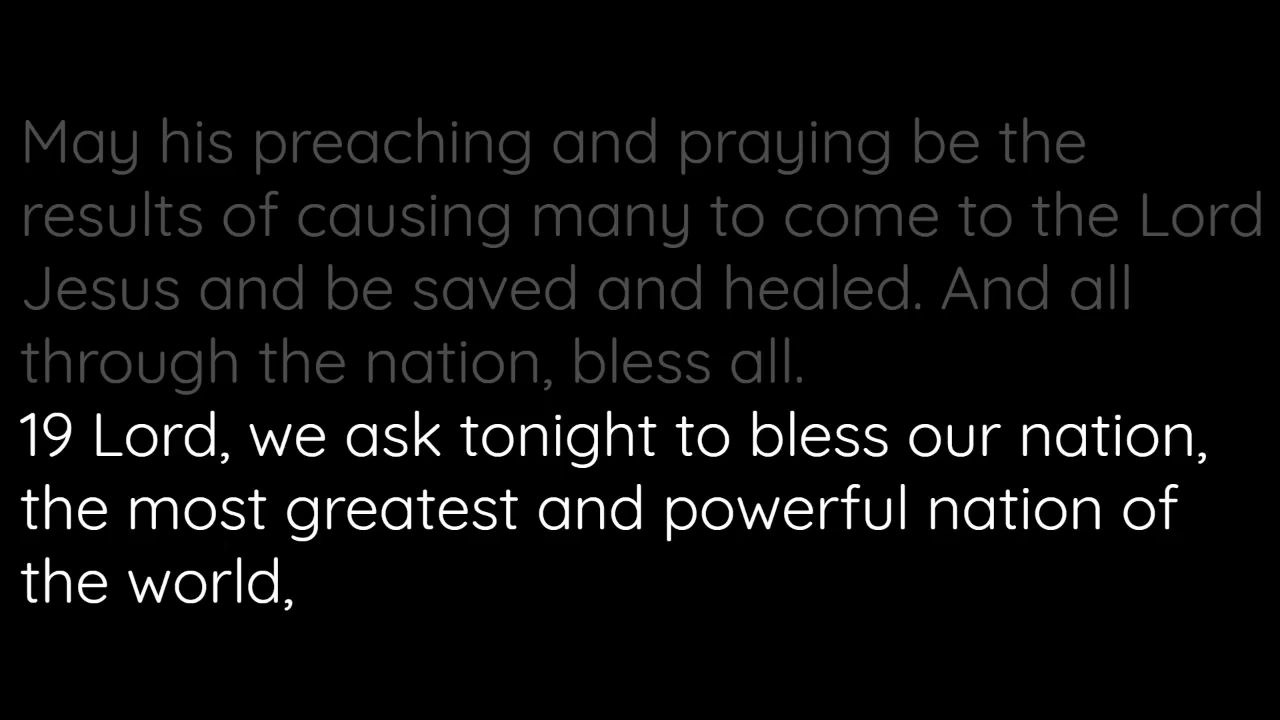 May his preaching and praying be the
results of causing many to come to the Lord
Jesus and be saved and healed. And all
through the nation, bless all.
19 Lord, we ask tonight to bless our nation,
the most greatest and powerful nation of
the world,